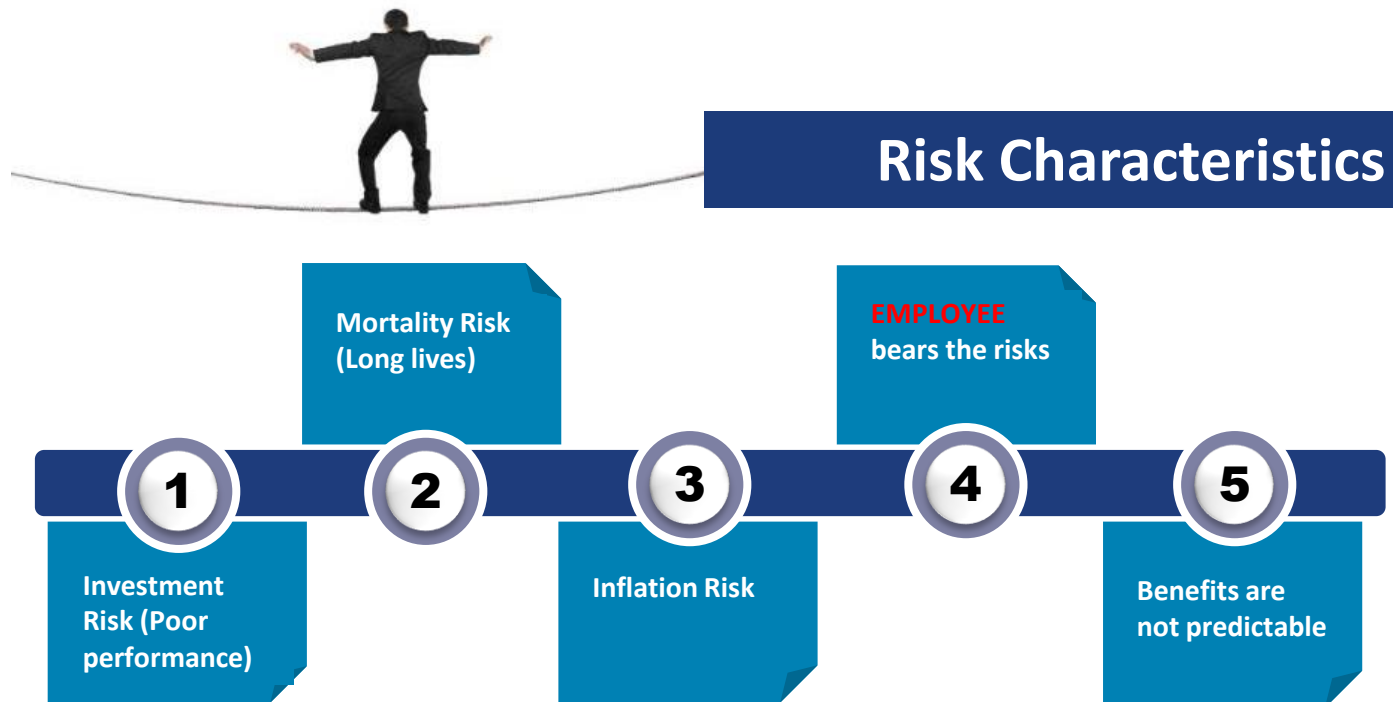 Risk Characteristics
1
Investment
Risk (Poor
performance)
2
Mortality Risk
(Long lives)
3
Inflation Risk
4
EMPLOYEE
bears the risks
5
Benefits are
not predictable